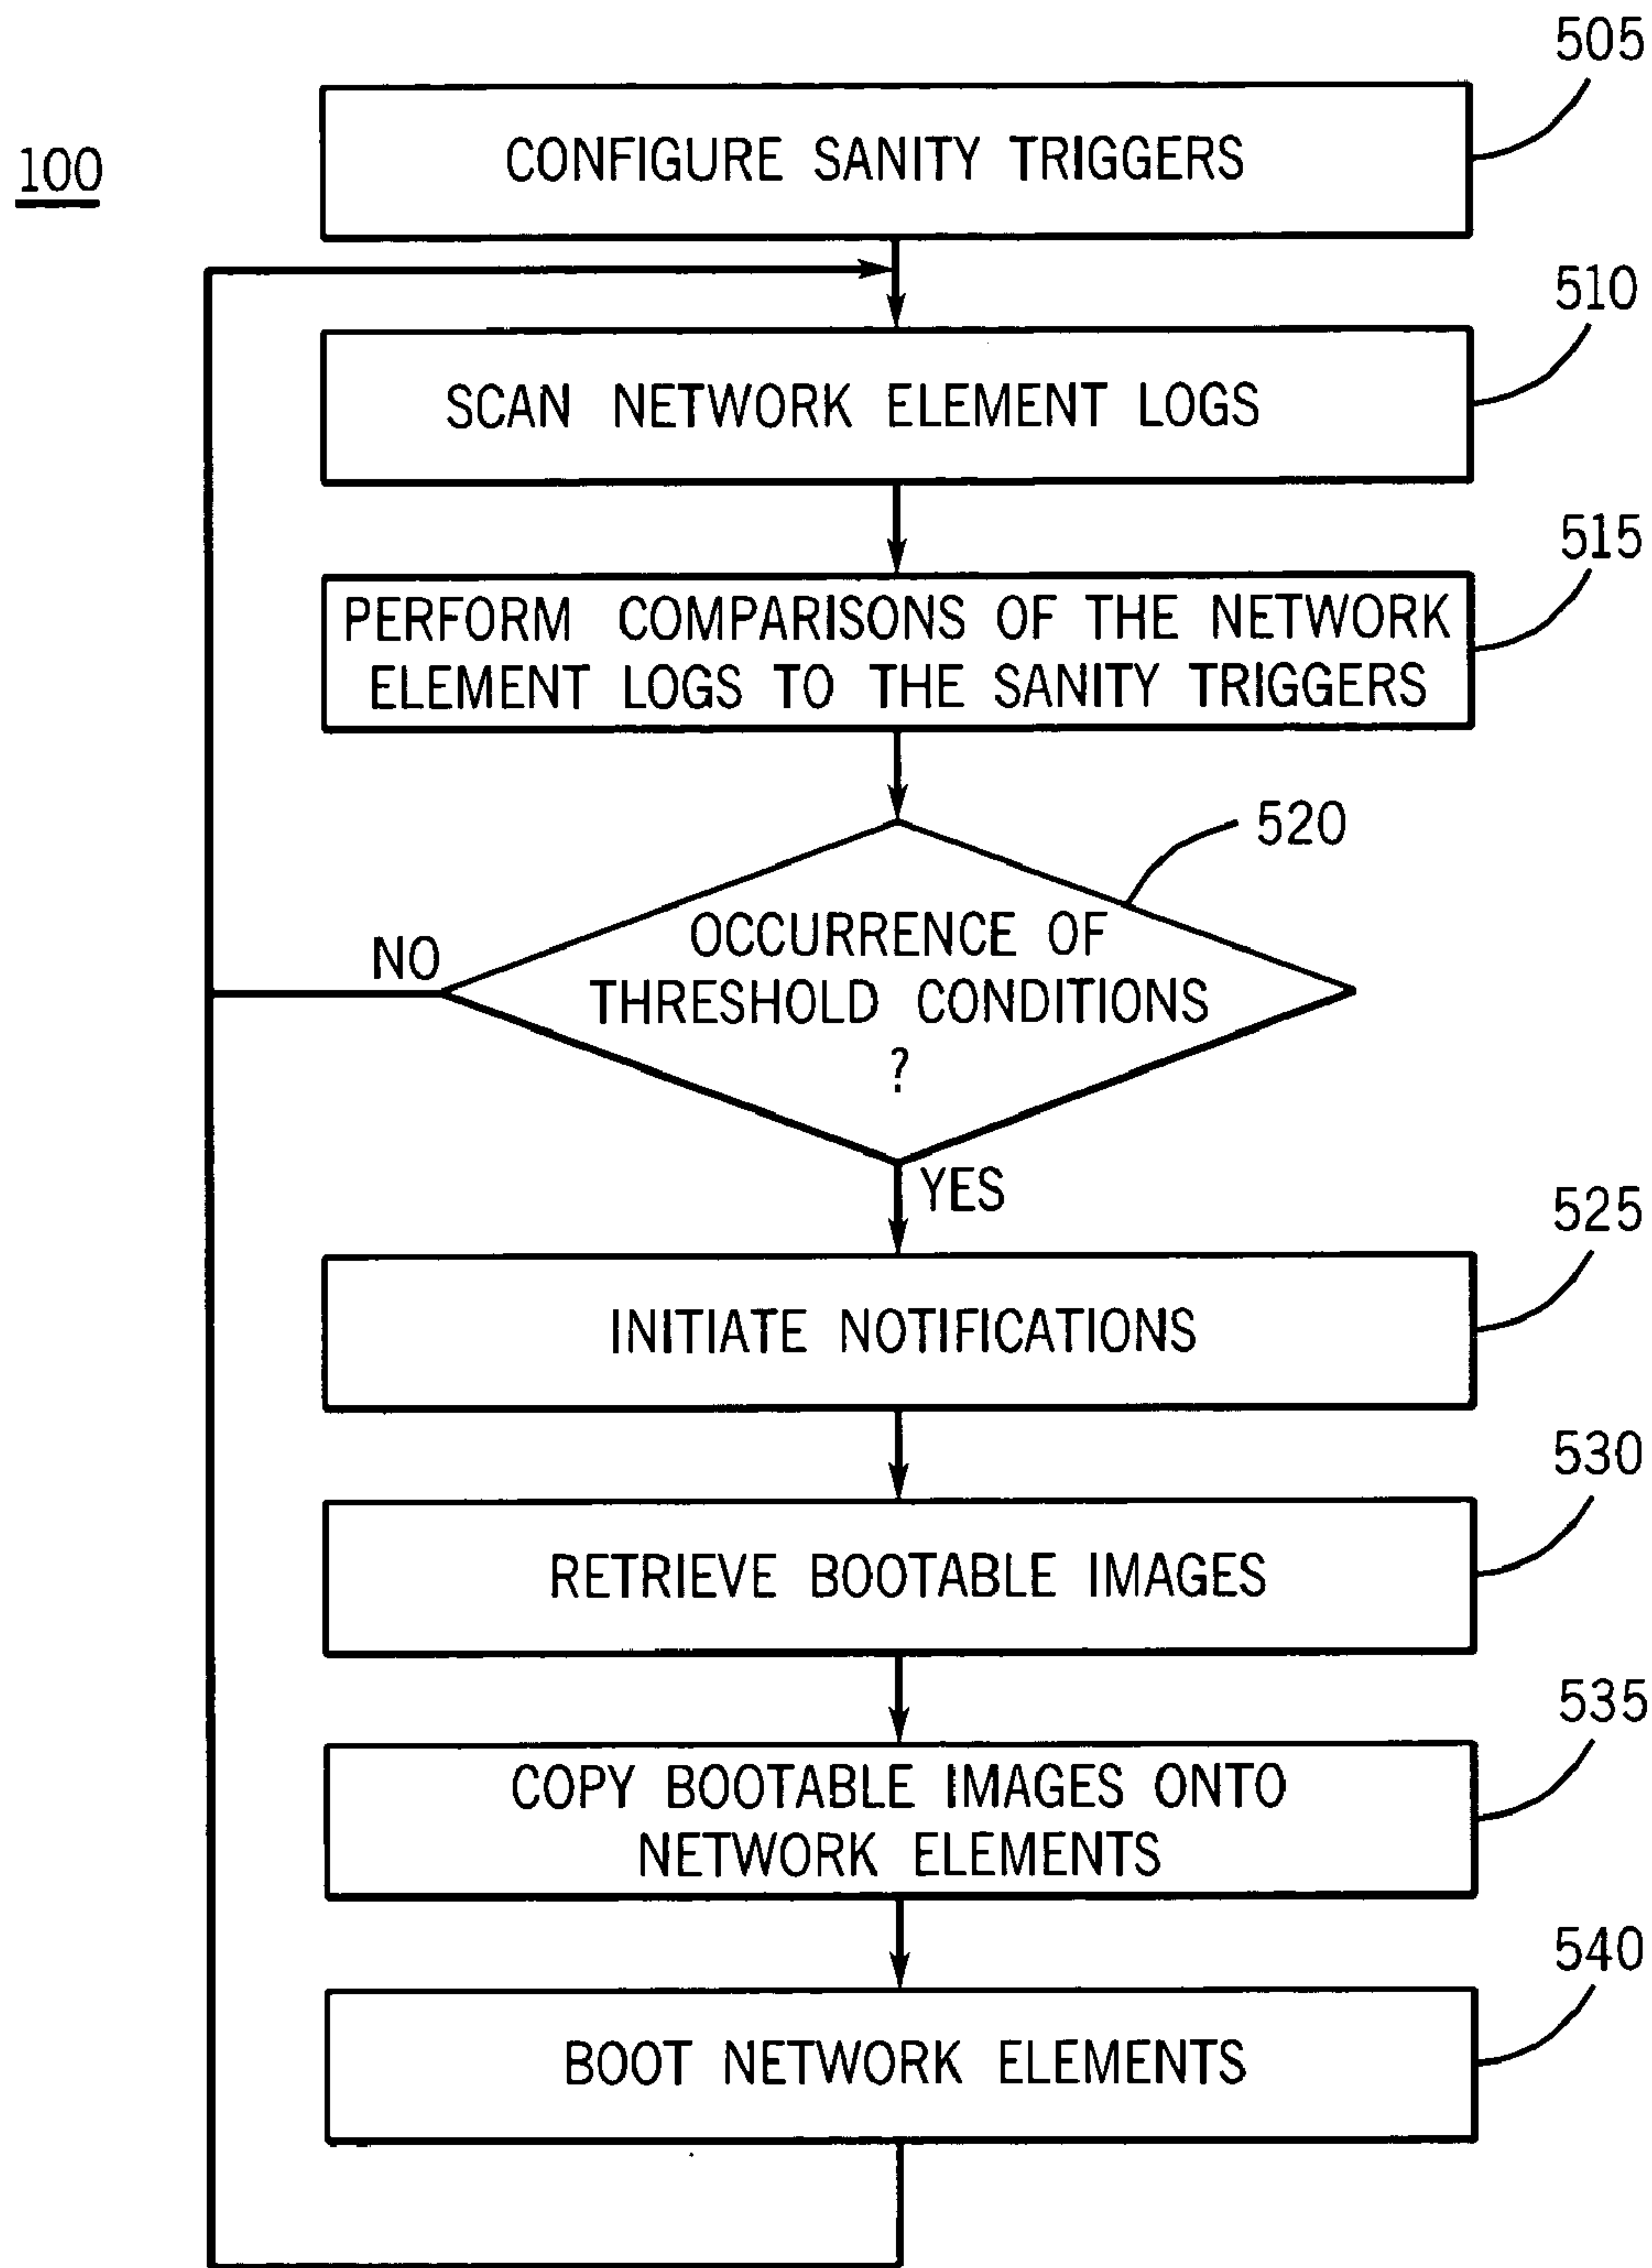 505
100
CONFIGURE SANITY TRIGGERS
510
SCAN NETWORK ELEMENT LOGS
515
PERFORM COMPARISONS OF THE NETWORK
ELEMENT LOGS TO THE SANITY TRIGGERS
520
OCCURRENCE OF
THRESHOLD CONDITIONS
?
NO
YES
525
INITIATE NOTIFICATIONS
530
RETRIEVE BOOTABLE IMAGES
535
COPY BOOTABLE IMAGES ONTO
NETWORK ELEMENTS
540
BOOT NETWORK ELEMENTS